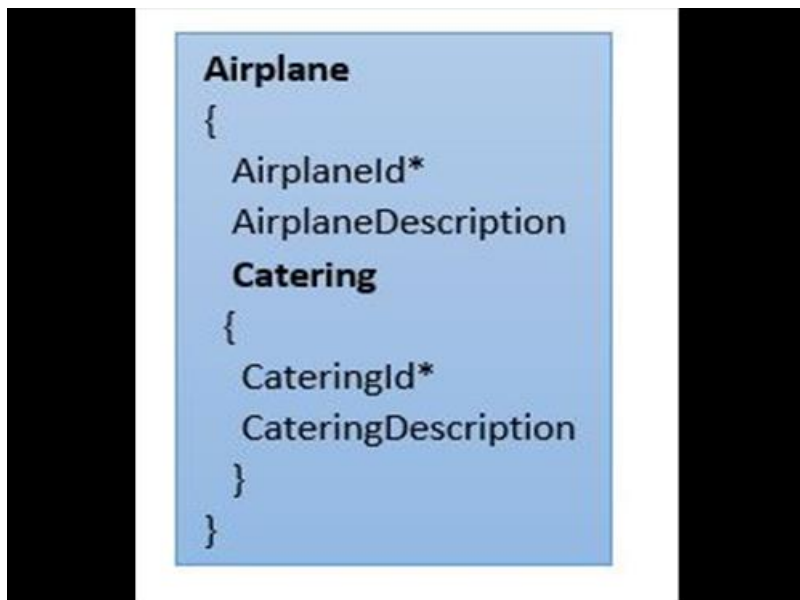 Airplane
{
AirplaneId*
AirplaneDescription
Catering
{
CateringId*
CateringDescription
}
}